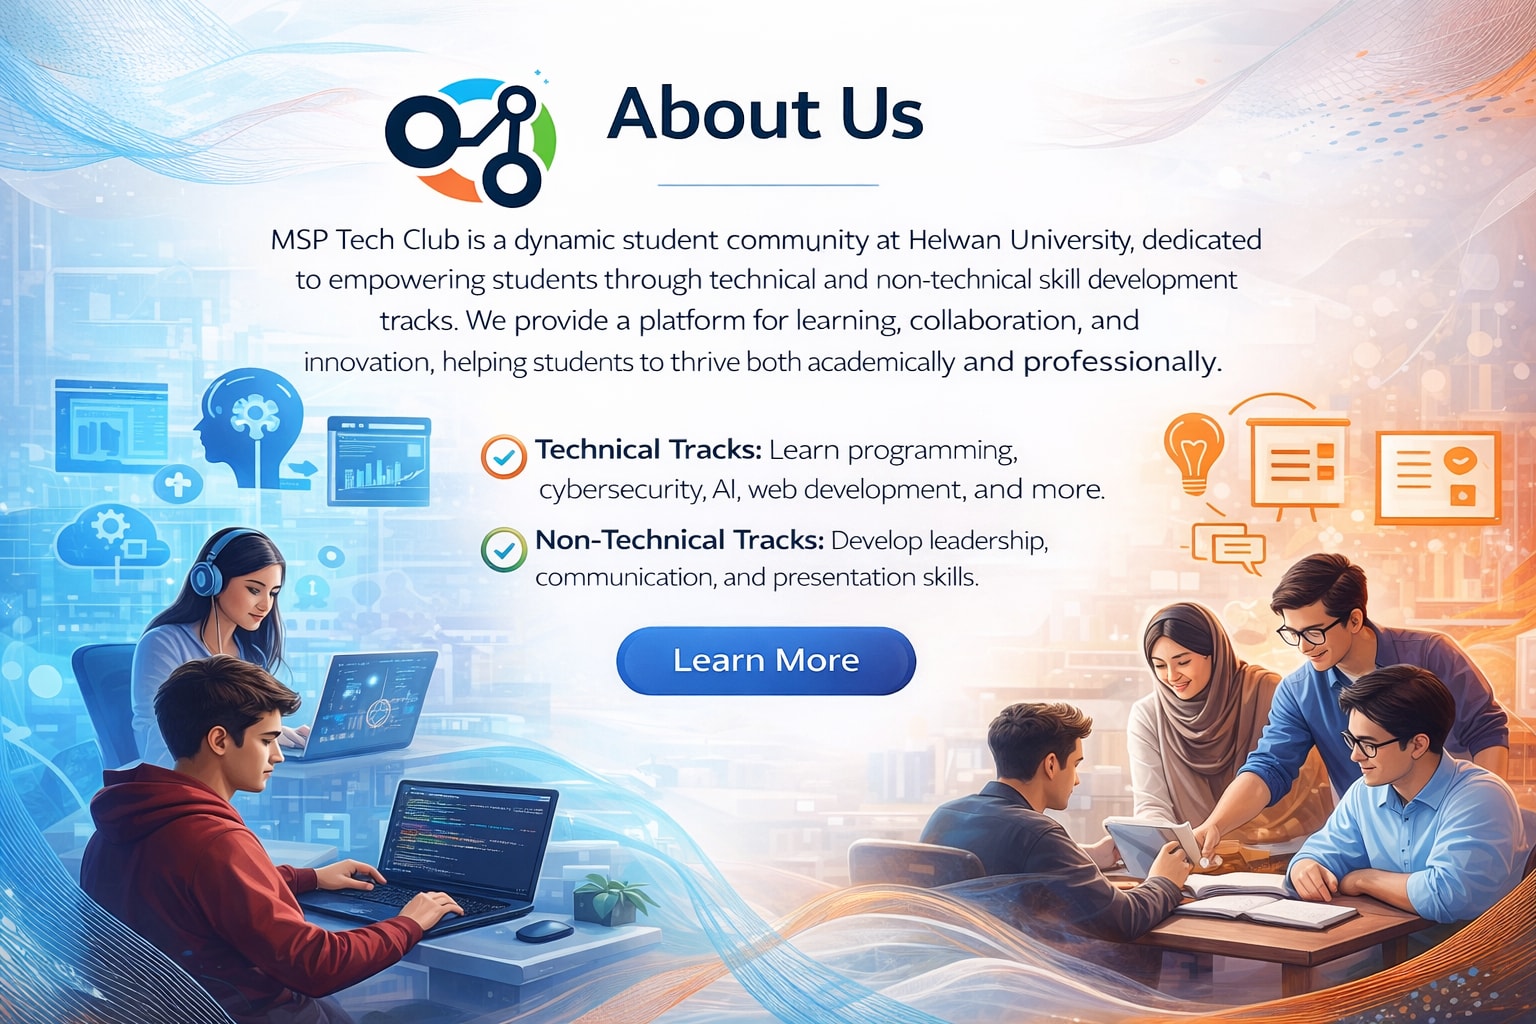 About Us
MSP Tech Club is a dynamic student community at Helwan University, dedicated
to empowering students through technical and non-technical skill development
tracks. We provide a platform for learning, collaboration, and
innovation, helping students to thrive both academically and professionally.
Technical Tracks: Learn programming,
cybersecurity, AI, web development, and more.
Non-Technical Tracks: Develop leadership,
communication, and presentation skills.
Learn More